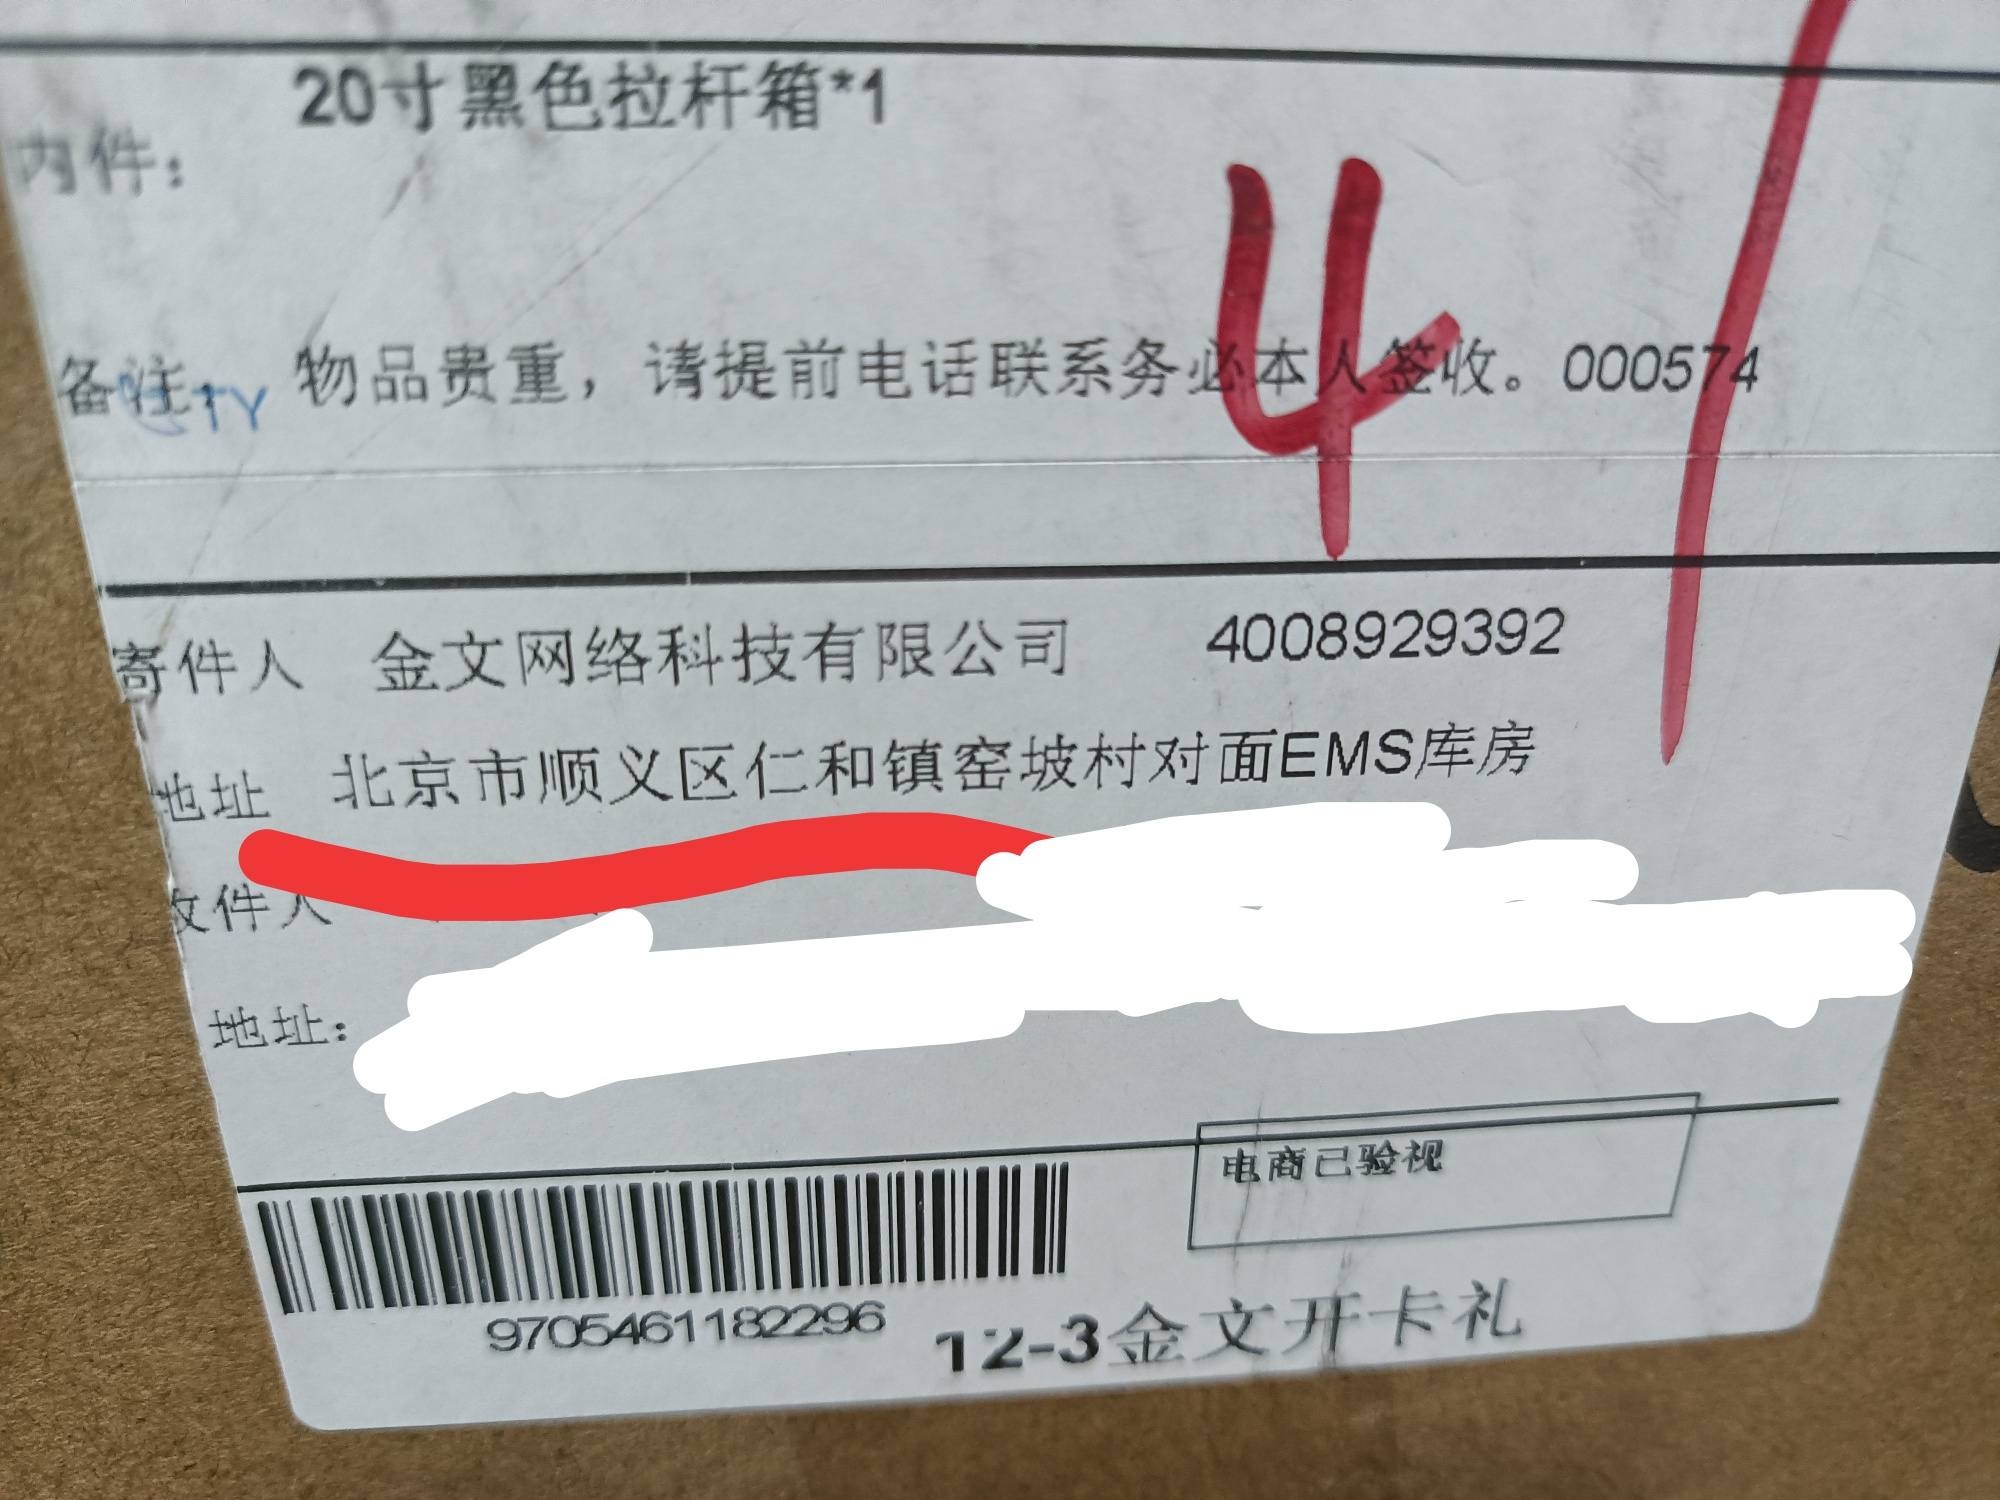 20寸黑色拉杆箱*1
内件：
4
备注： 物品贵重，请提前电话联系务必本人签收。000574
TY
寄件人 金文网络科技有限公司 4008929392
地址 北京市顺义区仁和镇窑坡村对面EMS库房
收件人
地址：
电商已验视
9705461182296
12-3金文开卡礼